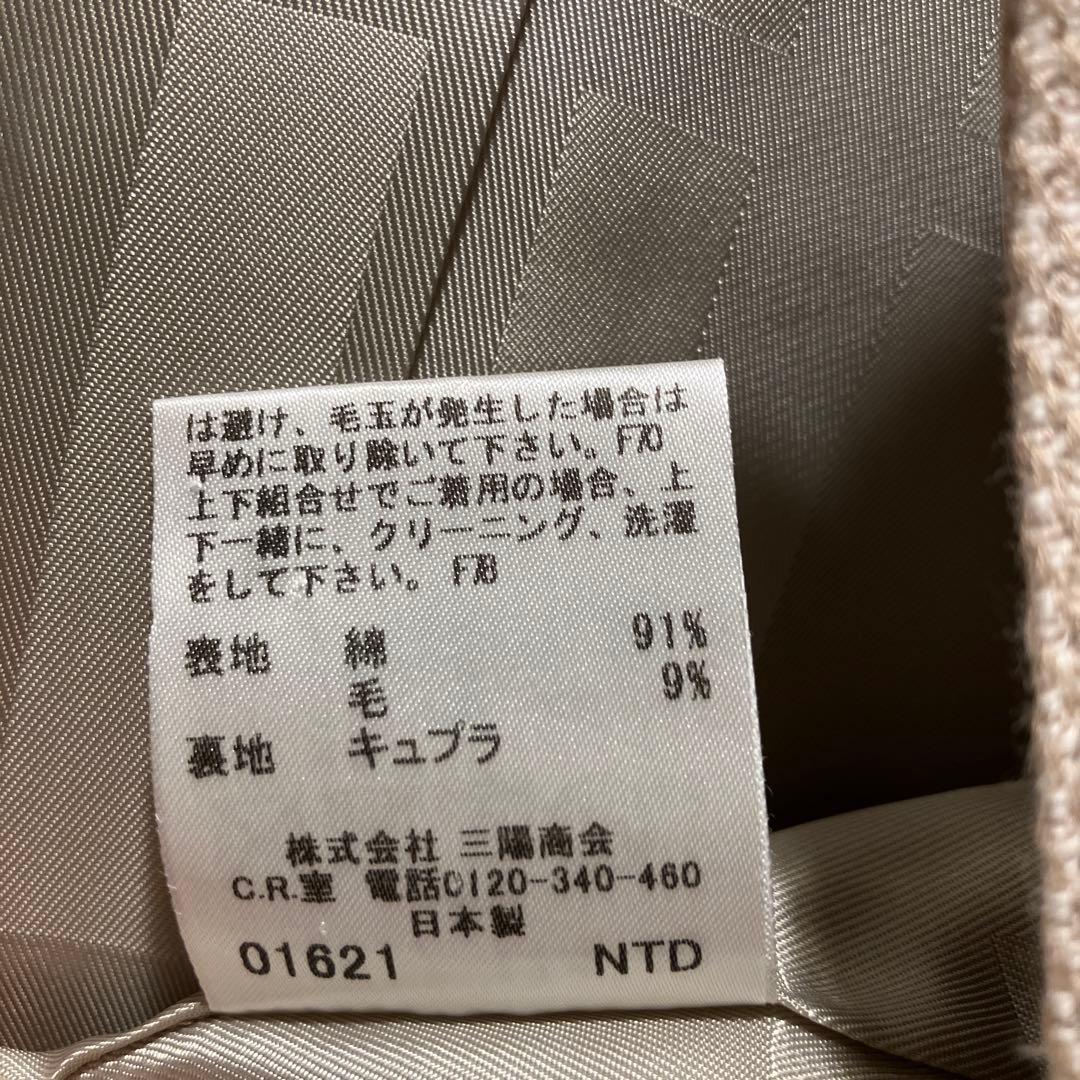 は避け、毛玉が発生した場合は
早めに取り除いて下さい。F70
上下組合せでご着用の場合、上
下一緒に、クリーニング、洗濯
をして下さい。 F78
表地 綿 91%
毛 9%
裏地 キュプラ
株式会社 三陽商会
C.R.室 電話0120-340-460
日本製
01621 NTD